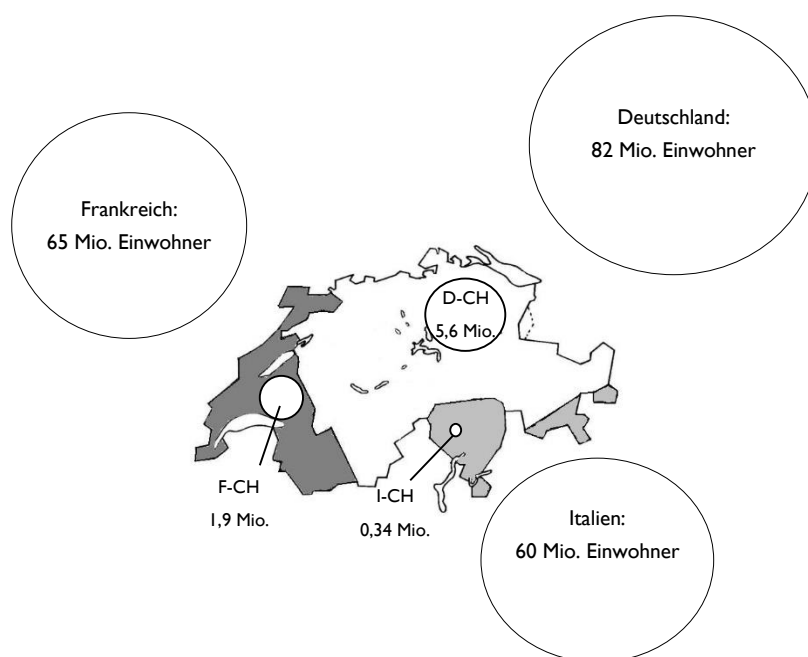 Deutschland:
82 Mio. Einwohner
Frankreich:
65 Mio. Einwohner
D-CH
5,6 Mio.
F-CH
1,9 Mio.
I-CH
0,34 Mio.
Italien:
60 Mio. Einwohner